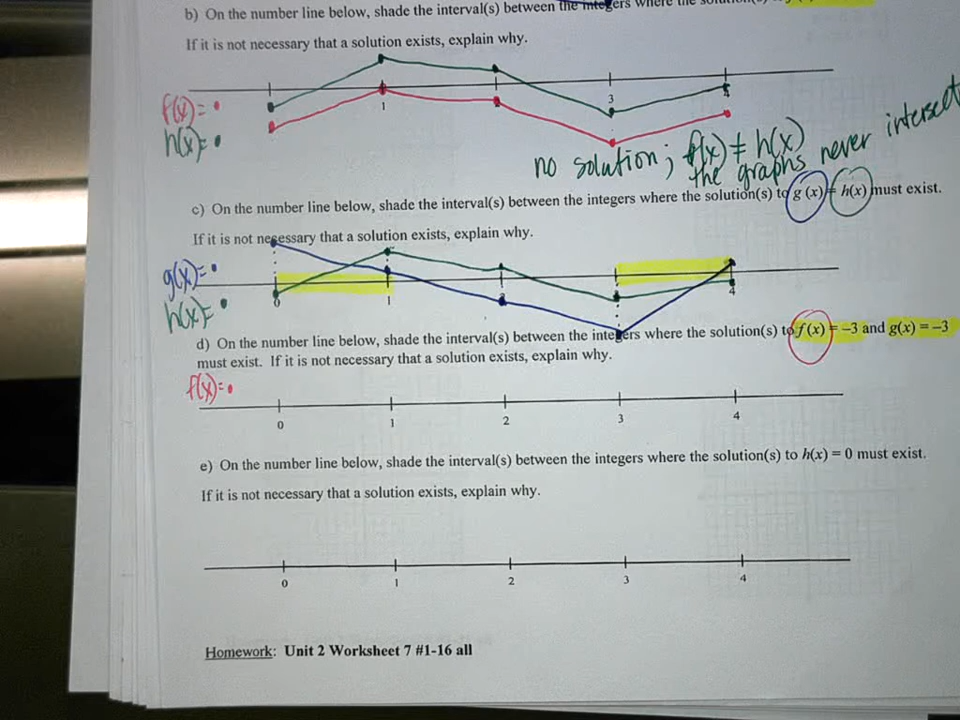 b) On the number line below, shade the interval(s) between the integers where the
If it is not necessary that a solution exists, explain why.
1 3 4
f(x)=
h(x)=
no solution; f(x) ≠ h(x)
the graphs never intersect
c) On the number line below, shade the interval(s) between the integers where the solution(s) to g (x) = h(x) must exist.
If it is not necessary that a solution exists, explain why.
g(x)=
0 1 4
h(x)=
d) On the number line below, shade the interval(s) between the integers where the solution(s) to f (x) = –3 and g(x) = –3
must exist. If it is not necessary that a solution exists, explain why.
f(x)=
0 1 2 3 4
e) On the number line below, shade the interval(s) between the integers where the solution(s) to h(x) = 0 must exist.
If it is not necessary that a solution exists, explain why.
0 1 2 3 4
Homework: Unit 2 Worksheet 7 #1-16 all